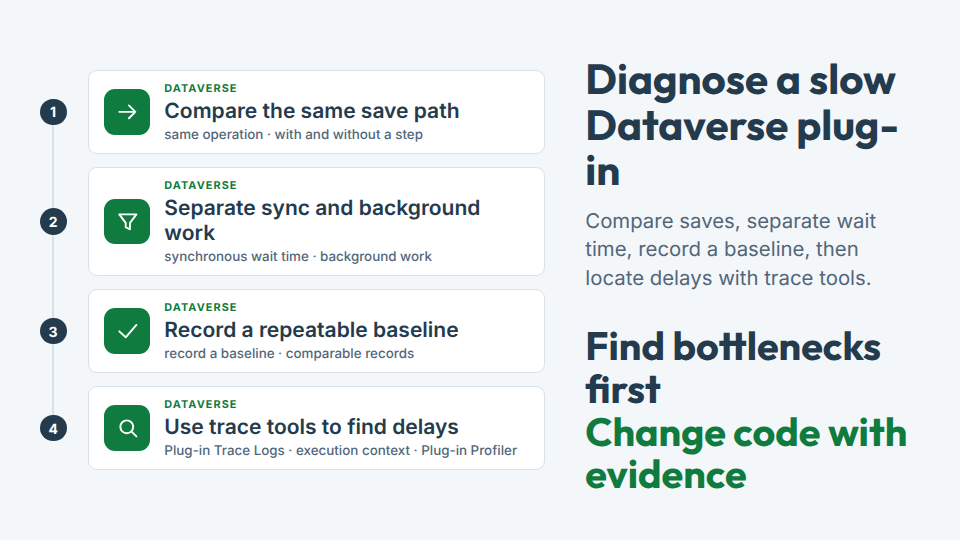 1
DATAVERSE
Compare the same save path
same operation · with and without a step
2
DATAVERSE
Separate sync and background
work
synchronous wait time · background work
3
DATAVERSE
Record a repeatable baseline
record a baseline · comparable records
4
DATAVERSE
Use trace tools to find delays
Plug-in Trace Logs · execution context · Plug-in Profiler
Diagnose a slow
Dataverse plug-
in
Compare saves, separate wait
time, record a baseline, then
locate delays with trace tools.
Find bottlenecks
first
Change code with
evidence